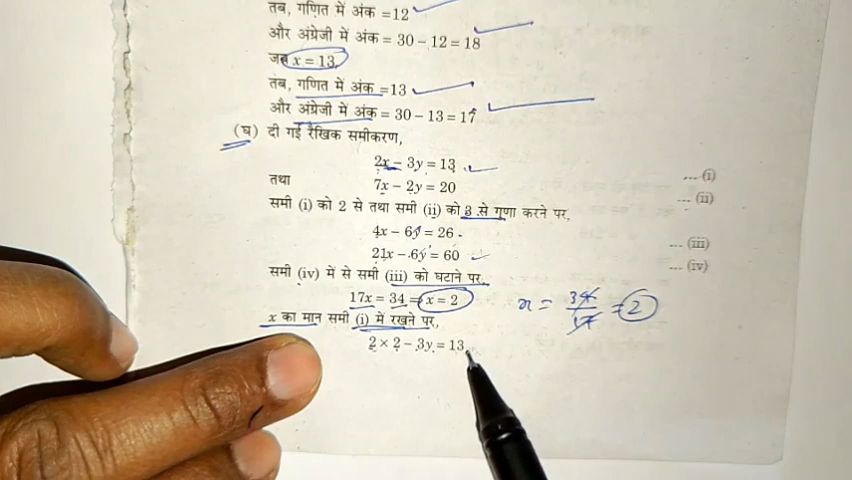 तब, गणित में अंक = 12
और अंग्रेजी में अंक = 30 – 12 = 18
जब x = 13,
तब, गणित में अंक = 13
और अंग्रेजी में अंक = 30 – 13 = 17
(घ) दी गई रैखिक समीकरण,
2x – 3y = 13 ....(i)
तथा 7x – 2y = 20 ....(ii)
समी (i) को 2 से तथा समी (ii) को 3 से गुणा करने पर,
4x – 6y = 26 ....(iii)
21x – 6y = 60 ....(iv)
समी (iv) में से समी (iii) को घटाने पर,
17x = 34 = x = 2 x = 34/17 = 2
x का मान समी (i) में रखने पर,
2 × 2 – 3y = 13